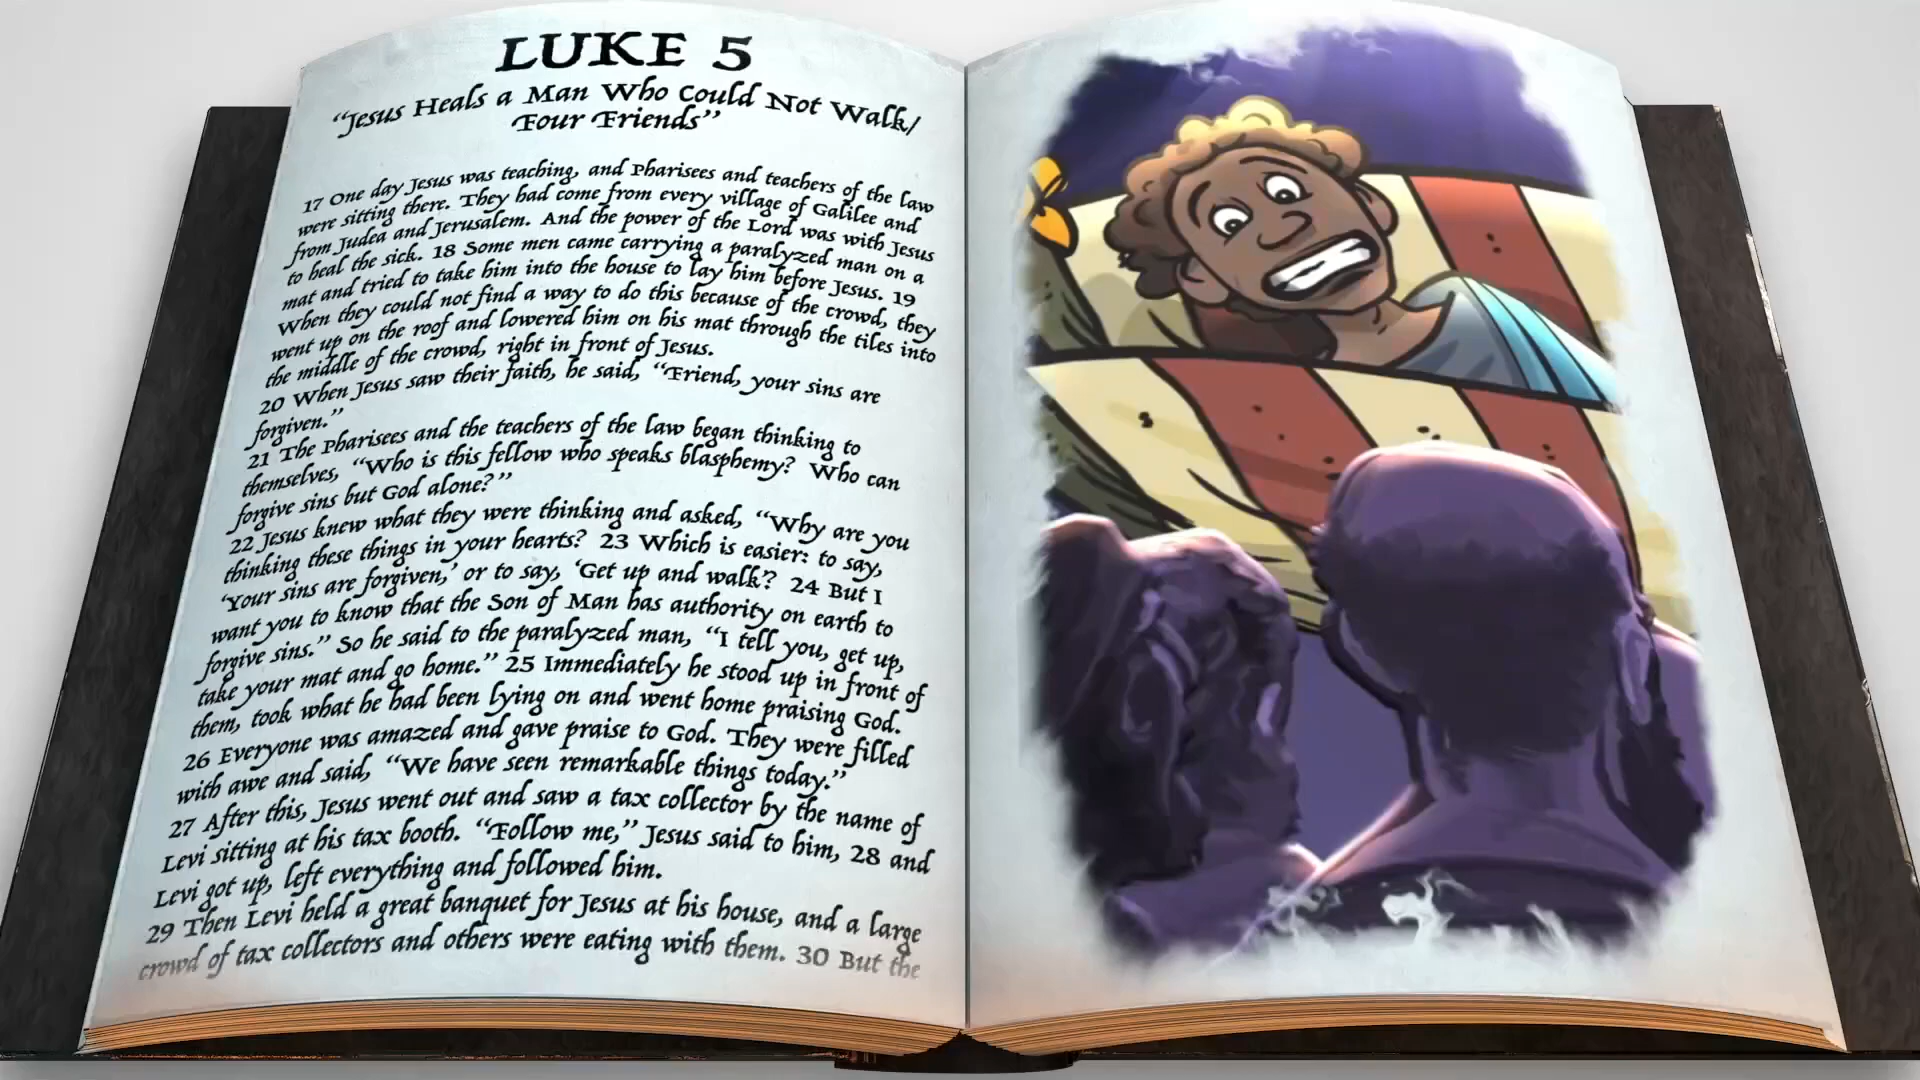 LUKE 5
"Jesus Heals a Man Who Could Not Walk/
Four Friends"
17 One day Jesus was teaching, and Pharisees and teachers of the law
were sitting there. They had come from every village of Galilee and
from Judea and Jerusalem. And the power of the Lord was with Jesus
to heal the sick. 18 Some men came carrying a paralyzed man on a
mat and tried to take him into the house to lay him before Jesus. 19
When they could not find a way to do this because of the crowd, they
went up on the roof and lowered him on his mat through the tiles into
the middle of the crowd, right in front of Jesus.
20 When Jesus saw their faith, he said, "Friend, your sins are
forgiven."
21 The Pharisees and the teachers of the law began thinking to
themselves, "Who is this fellow who speaks blasphemy? Who can
forgive sins but God alone?"
22 Jesus knew what they were thinking and asked, "Why are you
thinking these things in your hearts? 23 Which is easier: to say,
'Your sins are forgiven,' or to say, 'Get up and walk'? 24 But I
want you to know that the Son of Man has authority on earth to
forgive sins." So he said to the paralyzed man, "I tell you, get up,
take your mat and go home." 25 Immediately he stood up in front of
them, took what he had been lying on and went home praising God.
26 Everyone was amazed and gave praise to God. They were filled
with awe and said, "We have seen remarkable things today."
27 After this, Jesus went out and saw a tax collector by the name of
Levi sitting at his tax booth. "Follow me," Jesus said to him, 28 and
Levi got up, left everything and followed him.
29 Then Levi held a great banquet for Jesus at his house, and a large
crowd of tax collectors and others were eating with them. 30 But the